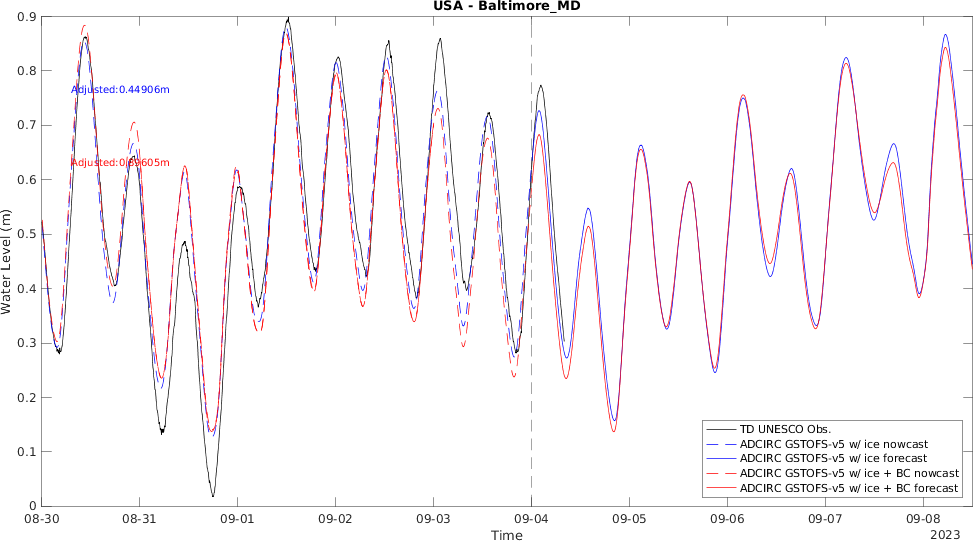 USA - Baltimore_MD
0.9
0.8
0.7
0.6
0.5
0.4
0.3
0.2
0.1
0
Water Level (m)
Adjusted:0.44906m
Adjusted:0.39605m
08-30
08-31
09-01
09-02
09-03
09-04
09-05
09-06
09-07
09-08
Time
2023
TD UNESCO Obs.
ADCIRC GSTOFS-v5 w/ ice nowcast
ADCIRC GSTOFS-v5 w/ ice forecast
ADCIRC GSTOFS-v5 w/ ice + BC nowcast
ADCIRC GSTOFS-v5 w/ ice + BC forecast